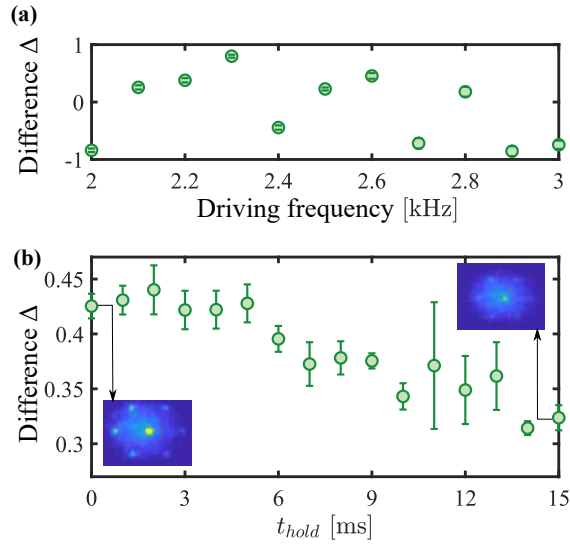 (a)
Difference Δ
1
0
-1
2 2.2 2.4 2.6 2.8 3
Driving frequency [kHz]
(b)
Difference Δ
0.45
0.4
0.35
0.3
0 3 6 9 12 15
t_hold [ms]